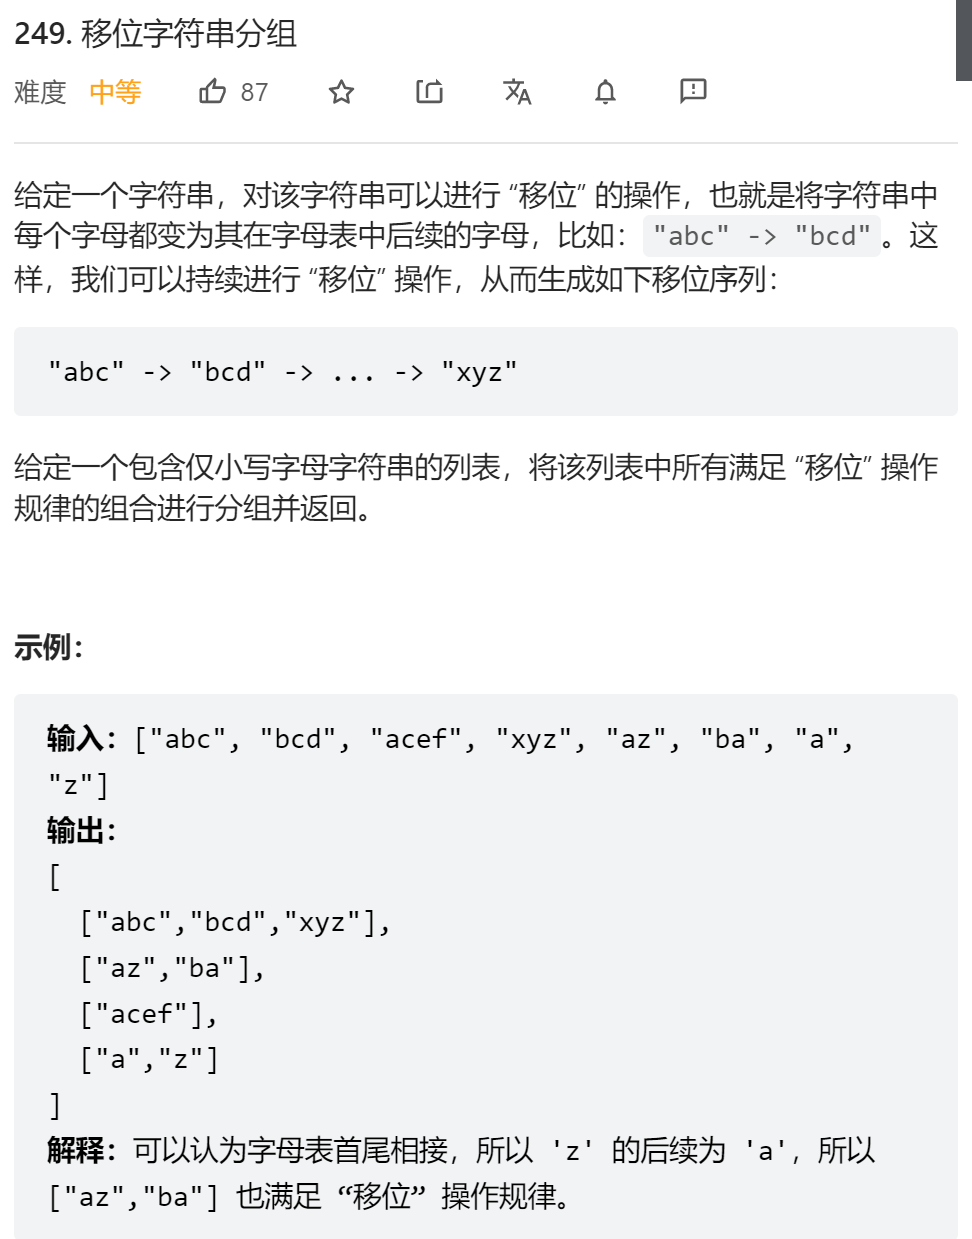 249. 移位字符串分组
难度 中等 87
给定一个字符串，对该字符串可以进行 “移位” 的操作，也就是将字符串中
每个字母都变为其在字母表中后续的字母，比如："abc" -> "bcd"。这
样，我们可以持续进行 “移位” 操作，从而生成如下移位序列：
"abc" -> "bcd" -> ... -> "xyz"
给定一个包含仅小写字母字符串的列表，将该列表中所有满足 “移位” 操作
规律的组合进行分组并返回。
示例：
输入：["abc", "bcd", "acef", "xyz", "az", "ba", "a",
"z"]
输出：
[
["abc","bcd","xyz"],
["az","ba"],
["acef"],
["a","z"]
]
解释：可以认为字母表首尾相接，所以 'z' 的后续为 'a'，所以
["az","ba"] 也满足 “移位” 操作规律。